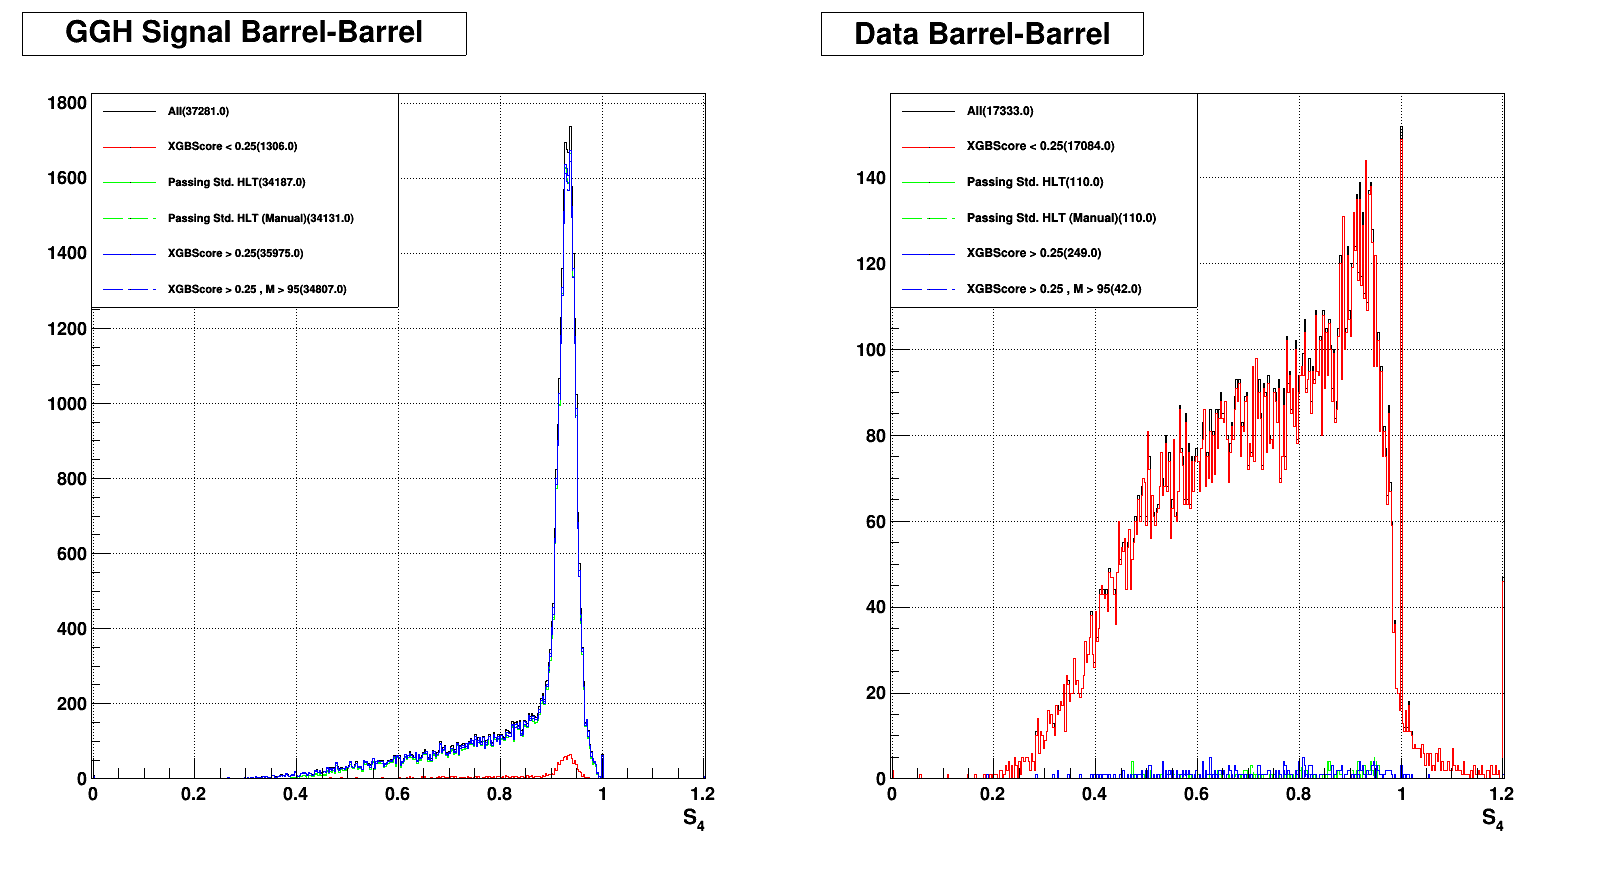 GGH Signal Barrel-Barrel
All(37281.0)
XGBScore < 0.25(1306.0)
Passing Std. HLT(34187.0)
Passing Std. HLT (Manual)(34131.0)
XGBScore > 0.25(35975.0)
XGBScore > 0.25 , M > 95(34807.0)
1800
1600
1400
1200
1000
800
600
400
200
0
0 0.2 0.4 0.6 0.8 1 1.2
S4
Data Barrel-Barrel
All(17333.0)
XGBScore < 0.25(17084.0)
Passing Std. HLT(110.0)
Passing Std. HLT (Manual)(110.0)
XGBScore > 0.25(249.0)
XGBScore > 0.25 , M > 95(42.0)
140
120
100
80
60
40
20
0
0 0.2 0.4 0.6 0.8 1 1.2
S4